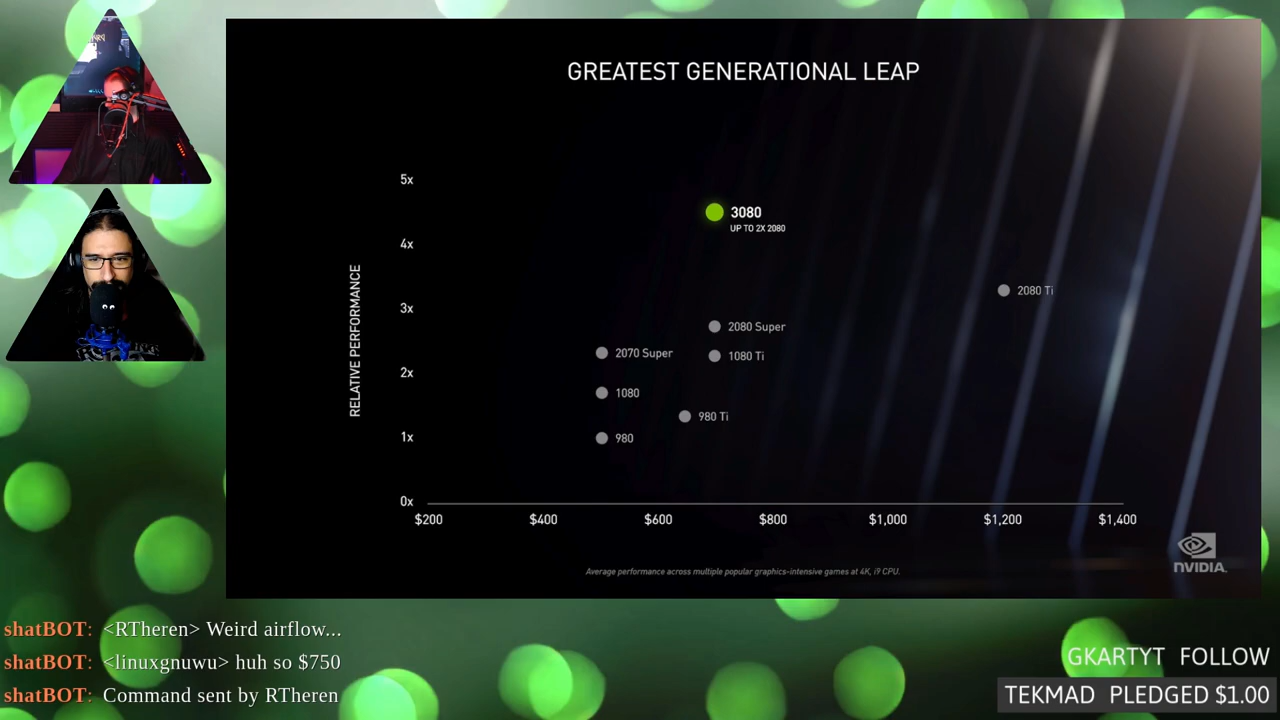 GREATEST GENERATIONAL LEAP
5x
3080
UP TO 2X 2080
4x
2080 Ti
3x
2080 Super
2070 Super
1080 Ti
2x
1080
980 Ti
1x
980
RELATIVE PERFORMANCE
0x
$200 $400 $600 $800 $1,000 $1,200 $1,400
Average performance across multiple popular graphics-intensive games at 4K, i9 CPU.
NVIDIA.
shatBOT: <RTheren> Weird airflow...
shatBOT: <linuxgnuwu> huh so $750
shatBOT: Command sent by RTheren
GKARTYT FOLLOW
TEKMAD PLEDGED $1.00